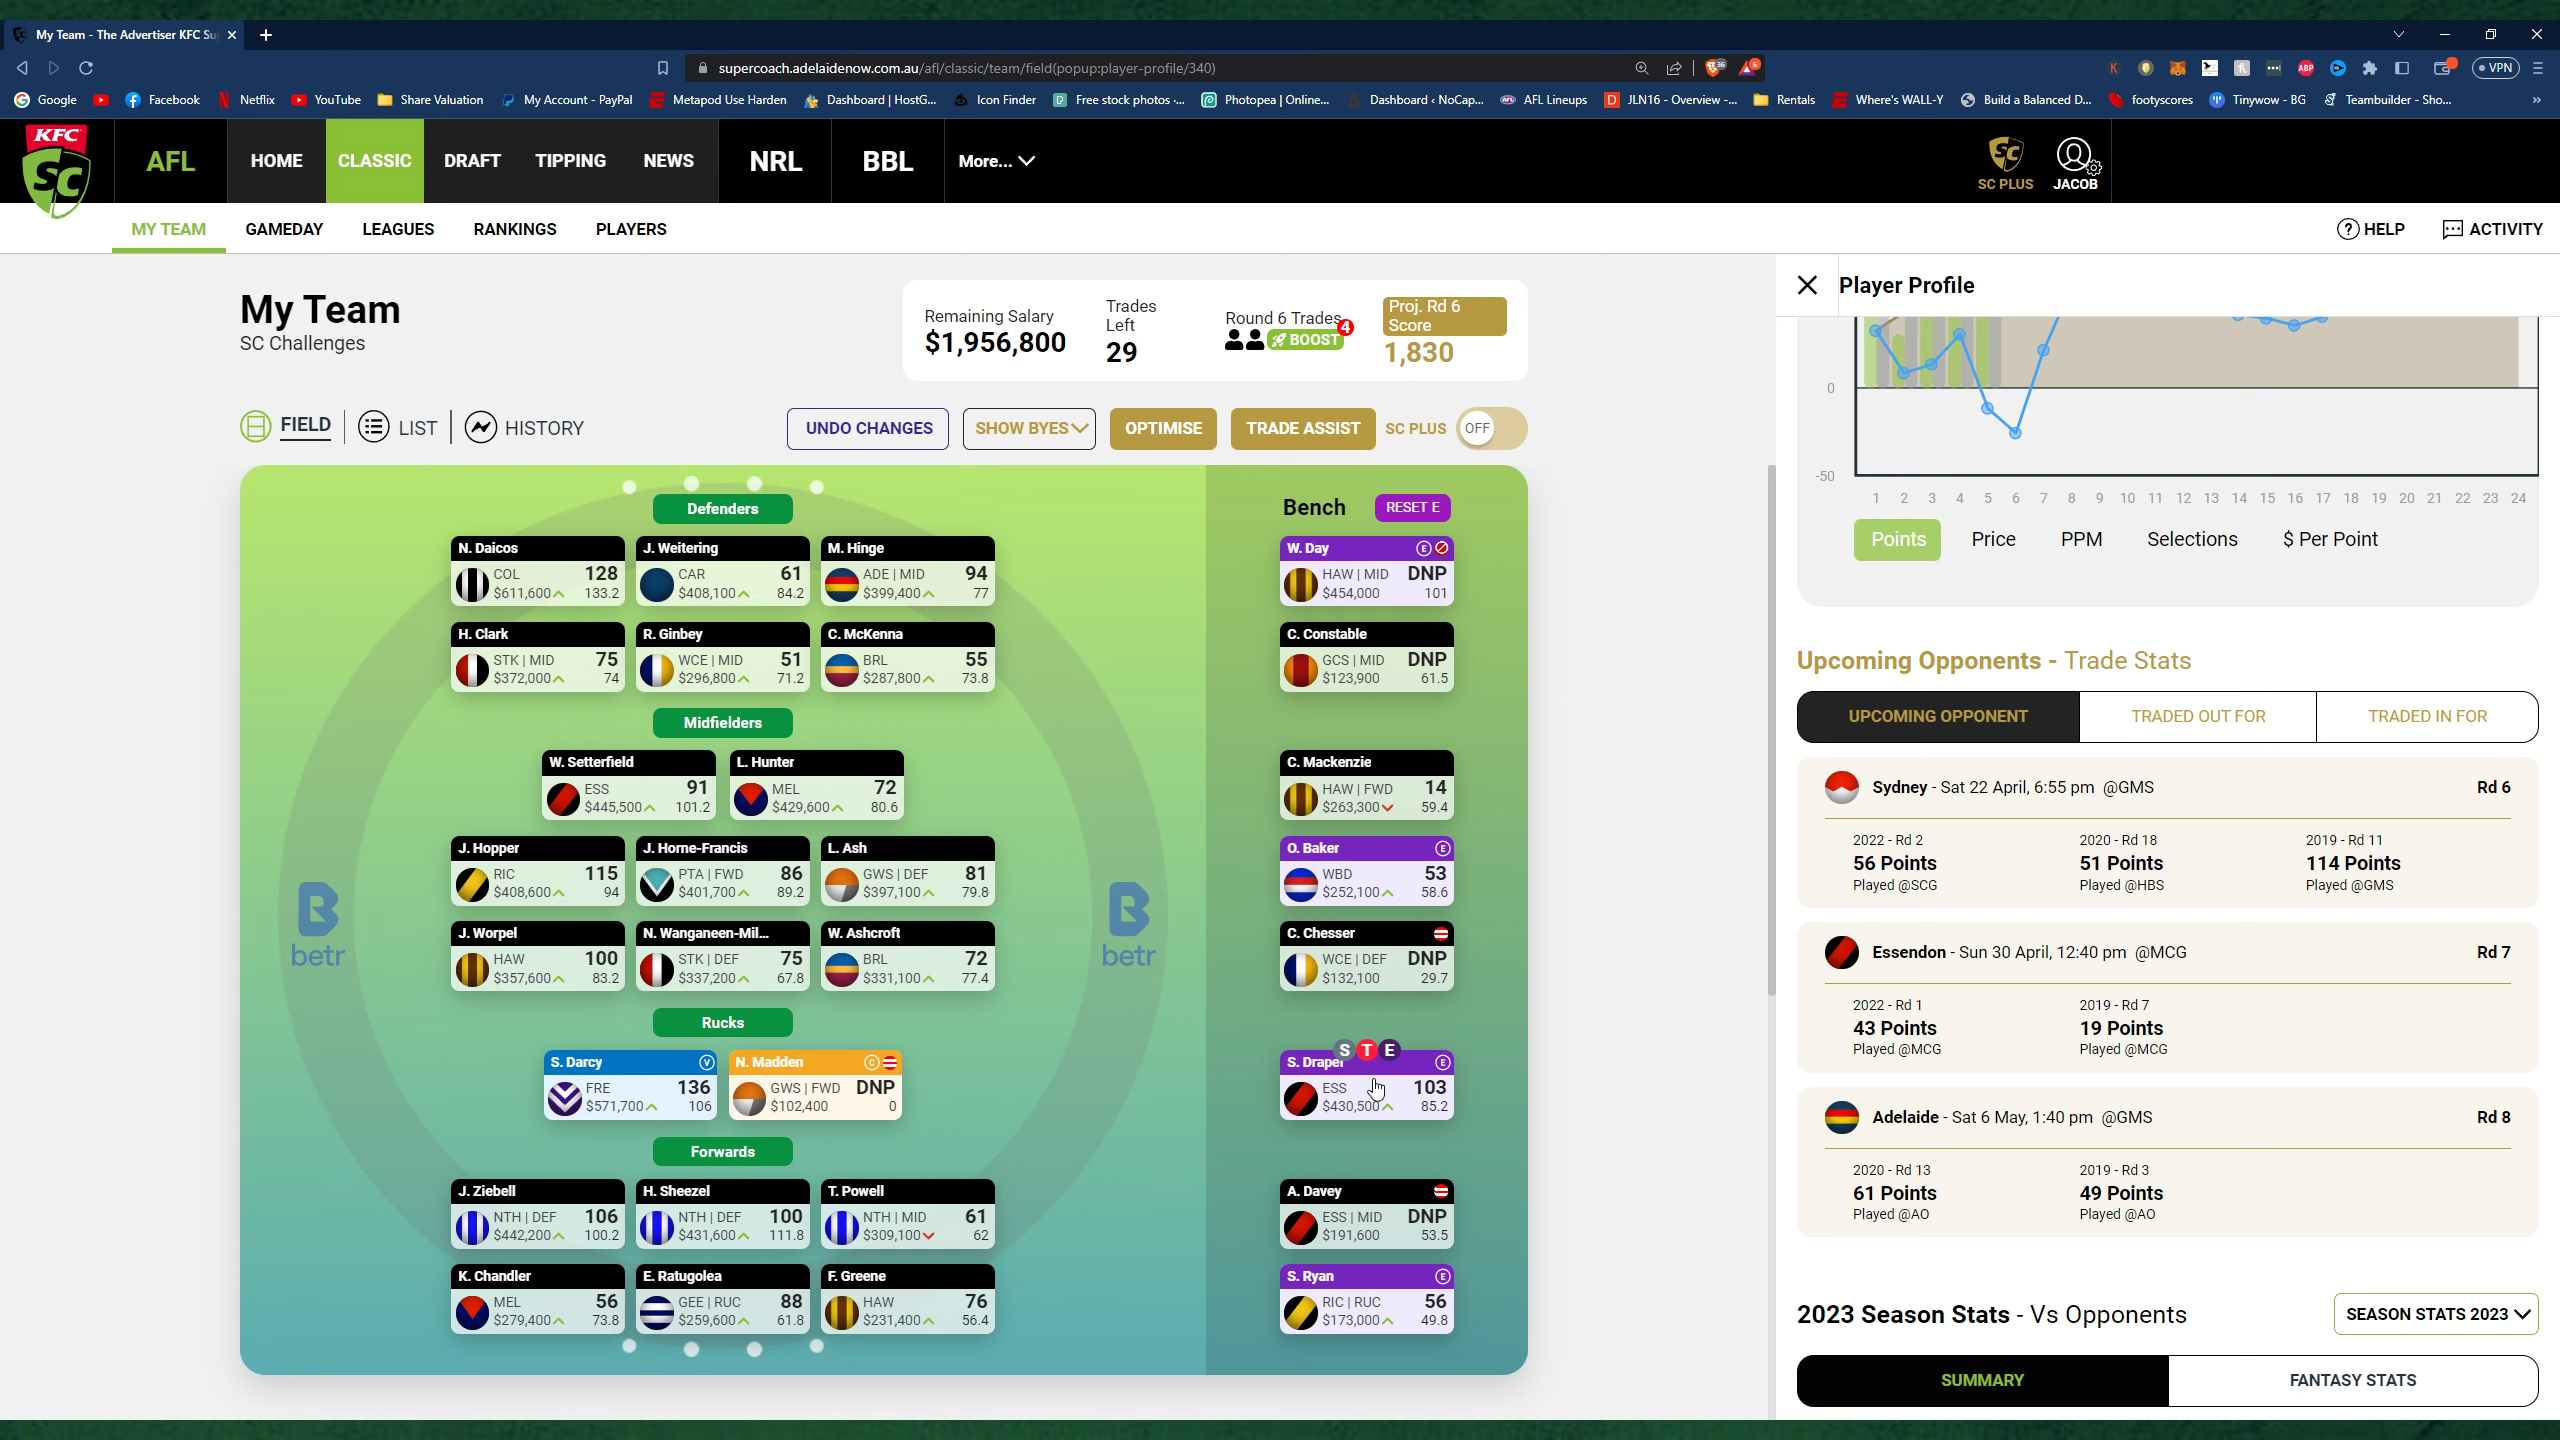 My Team - The Advertiser KFC Su
supercoach.adelaidenow.com.au/afl/classic/team/field(popup:player-profile/340)
VPN
Google
Facebook
Netflix
YouTube
Share Valuation
My Account - PayPal
Metapod Use Harden
Dashboard | HostG...
Icon Finder
Free stock photos -...
Photopea | Online...
Dashboard ‹ NoCap...
AFL Lineups
JLN16 - Overview -...
Rentals
Where's WALL-Y
Build a Balanced D...
footyscores
Tinywow - BG
Teambuilder - Sho...
KFC
SC
AFL
HOME
CLASSIC
DRAFT
TIPPING
NEWS
NRL
BBL
More...
SC PLUS
JACOB
MY TEAM
GAMEDAY
LEAGUES
RANKINGS
PLAYERS
HELP
ACTIVITY
My Team
SC Challenges
Remaining Salary
$1,956,800
Trades Left
29
Round 6 Trades
BOOST
4
Proj. Rd 6 Score
1,830
FIELD
LIST
HISTORY
UNDO CHANGES
SHOW BYES
OPTIMISE
TRADE ASSIST
SC PLUS
OFF
Defenders
N. Daicos
COL 128
$611,600 133.2
J. Weitering
CAR 61
$408,100 84.2
M. Hinge
ADE | MID 94
$399,400 77
H. Clark
STK | MID 75
$372,000 74
R. Ginbey
WCE | MID 51
$296,800 71.2
C. McKenna
BRL 55
$287,800 73.8
Midfielders
W. Setterfield
ESS 91
$445,500 101.2
L. Hunter
MEL 72
$429,600 80.6
J. Hopper
RIC 115
$408,600 94
J. Horne-Francis
PTA | FWD 86
$401,700 89.2
L. Ash
GWS | DEF 81
$397,100 79.8
J. Worpel
HAW 100
$357,600 83.2
N. Wanganeen-Mil...
STK | DEF 75
$337,200 67.8
W. Ashcroft
BRL 72
$331,100 77.4
betr
betr
Rucks
S. Darcy V
FRE 136
$571,700 106
N. Madden C
GWS | FWD DNP
$102,400 0
Forwards
J. Ziebell
NTH | DEF 106
$442,200 100.2
H. Sheezel
NTH | DEF 100
$431,600 111.8
T. Powell
NTH | MID 61
$309,100 62
K. Chandler
MEL 56
$279,400 73.8
E. Ratugolea
GEE | RUC 88
$259,600 61.8
F. Greene
HAW 76
$231,400 56.4
Bench
RESET E
W. Day E
HAW | MID DNP
$454,000 101
C. Constable
GCS | MID DNP
$123,900 61.5
C. Mackenzie
HAW | FWD 14
$263,300 59.4
O. Baker E
WBD 53
$252,100 58.6
C. Chesser
WCE | DEF DNP
$132,100 29.7
S T E
S. Draper E
ESS 103
$430,500 85.2
A. Davey
ESS | MID DNP
$191,600 53.5
S. Ryan E
RIC | RUC 56
$173,000 49.8
Player Profile
0
-50
1 2 3 4 5 6 7 8 9 10 11 12 13 14 15 16 17 18 19 20 21 22 23 24
Points
Price
PPM
Selections
$ Per Point
Upcoming Opponents - Trade Stats
UPCOMING OPPONENT
TRADED OUT FOR
TRADED IN FOR
Sydney - Sat 22 April, 6:55 pm @GMS Rd 6
2022 - Rd 2
56 Points
Played @SCG
2020 - Rd 18
51 Points
Played @HBS
2019 - Rd 11
114 Points
Played @GMS
Essendon - Sun 30 April, 12:40 pm @MCG Rd 7
2022 - Rd 1
43 Points
Played @MCG
2019 - Rd 7
19 Points
Played @MCG
Adelaide - Sat 6 May, 1:40 pm @GMS Rd 8
2020 - Rd 13
61 Points
Played @AO
2019 - Rd 3
49 Points
Played @AO
2023 Season Stats - Vs Opponents
SEASON STATS 2023
SUMMARY
FANTASY STATS